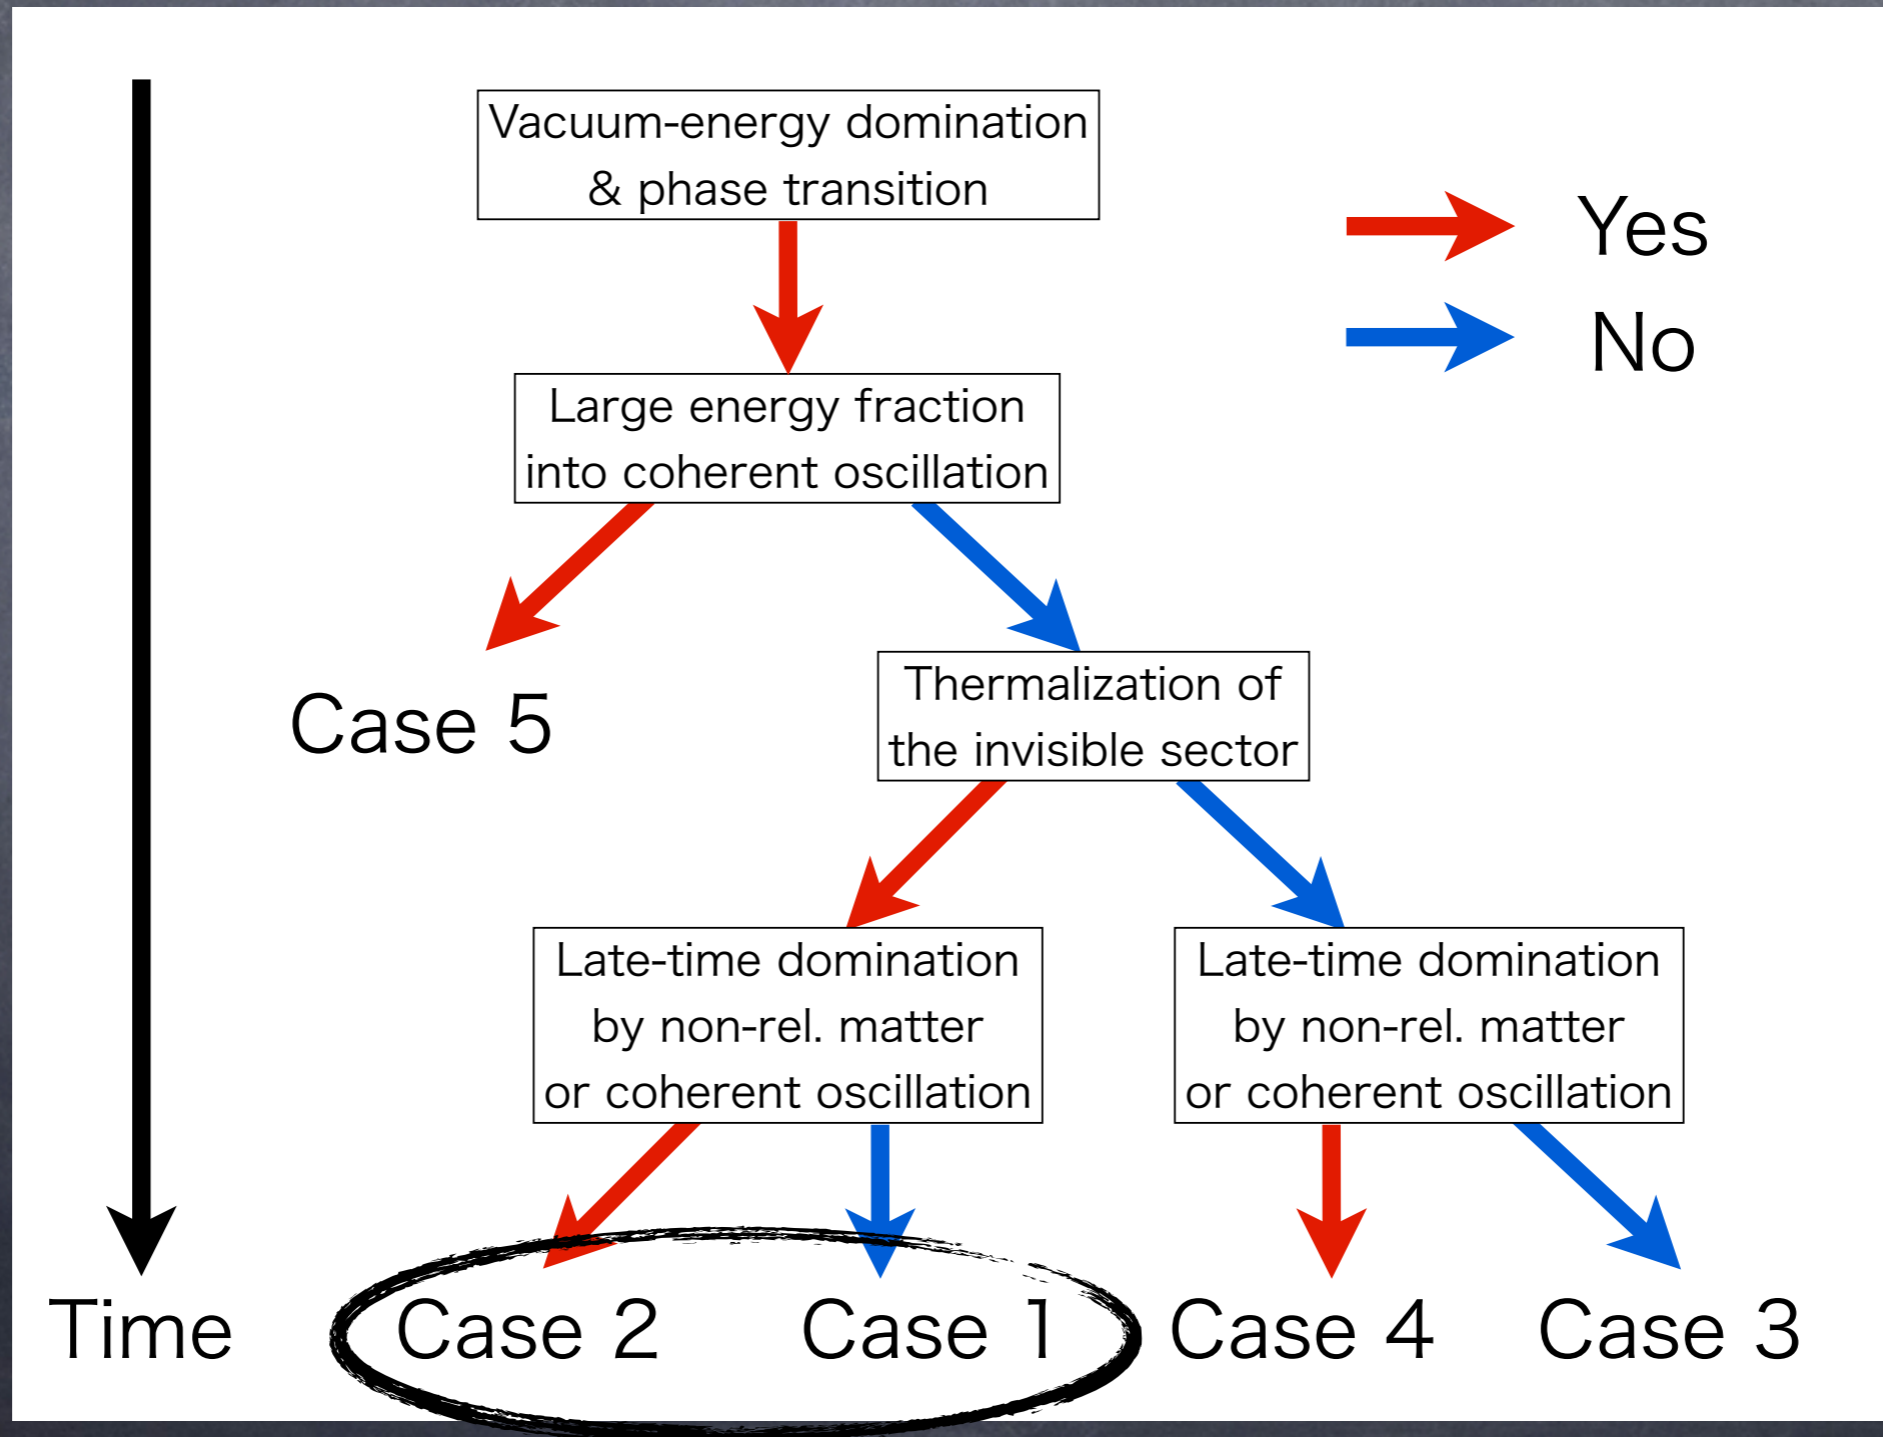 Vacuum-energy domination
& phase transition
Yes
No
Large energy fraction
into coherent oscillation
Case 5
Thermalization of
the invisible sector
Late-time domination
by non-rel. matter
or coherent oscillation
Late-time domination
by non-rel. matter
or coherent oscillation
Time
Case 2
Case 1
Case 4
Case 3